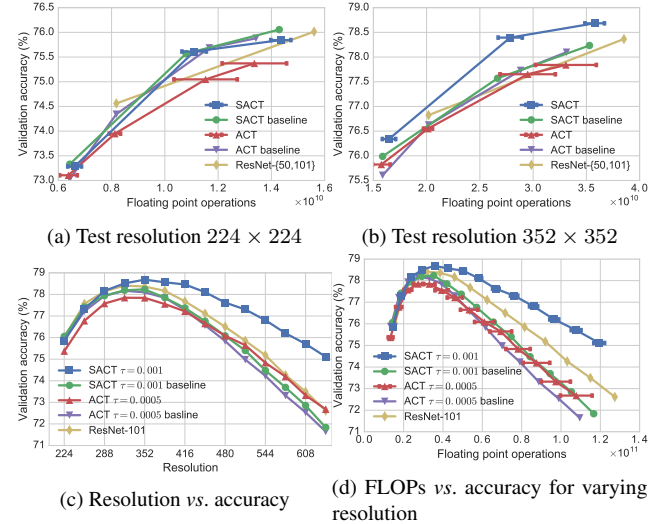 76.5
76.0
75.5
75.0
74.5
74.0
73.5
73.0
Validation accuracy (%)
SACT
SACT baseline
ACT
ACT baseline
ResNet-{50,101}
0.6 0.8 1.0 1.2 1.4 1.6
Floating point operations ×10^10
(a) Test resolution 224 × 224
79.0
78.5
78.0
77.5
77.0
76.5
76.0
75.5
Validation accuracy (%)
SACT
SACT baseline
ACT
ACT baseline
ResNet-{50,101}
1.5 2.0 2.5 3.0 3.5 4.0
Floating point operations ×10^10
(b) Test resolution 352 × 352
79
78
77
76
75
74
73
72
71
Validation accuracy (%)
SACT τ=0.001
SACT τ=0.001 baseline
ACT τ=0.0005
ACT τ=0.0005 basline
ResNet-101
224 288 352 416 480 544 608
Resolution
(c) Resolution vs. accuracy
79
78
77
76
75
74
73
72
71
Validation accuracy (%)
SACT τ=0.001
SACT τ=0.001 baseline
ACT τ=0.0005
ACT τ=0.0005 basline
ResNet-101
0.0 0.2 0.4 0.6 0.8 1.0 1.2 1.4
Floating point operations ×10^11
(d) FLOPs vs. accuracy for varying
resolution